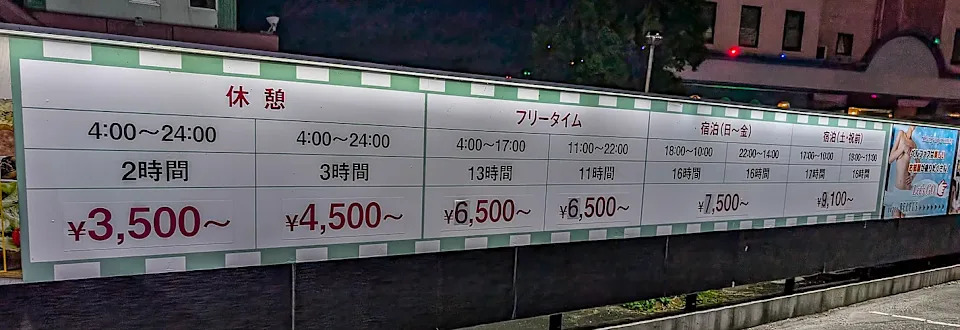 休憩 フリータイム 宿泊(日～金) 宿泊(土・祝前)
4:00～24:00 4:00～24:00 4:00～17:00 11:00～22:00 18:00～10:00 22:00～14:00 17:00～10:00 19:00～11:00
2時間 3時間 13時間 11時間 16時間 16時間 17時間 16時間
¥3,500～ ¥4,500～ ¥6,500～ ¥6,500～ ¥7,500～ ¥9,100～